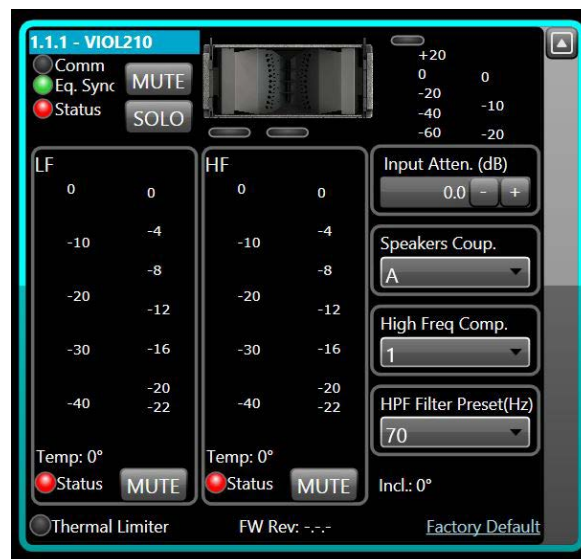 1.1.1 - VIOL210
Comm
Eq. Sync
Status
MUTE
SOLO
+20
0
-20
-40
-60
0
-10
-20
LF
0
-10
-20
-30
-40
0
-4
-8
-12
-16
-20
-22
Temp: 0°
Status
MUTE
HF
0
-10
-20
-30
-40
0
-4
-8
-12
-16
-20
-22
Temp: 0°
Status
MUTE
Input Atten. (dB)
0.0 - +
Speakers Coup.
A
High Freq Comp.
1
HPF Filter Preset(Hz)
70
Incl.: 0°
Thermal Limiter
FW Rev: -.-.-
Factory Default